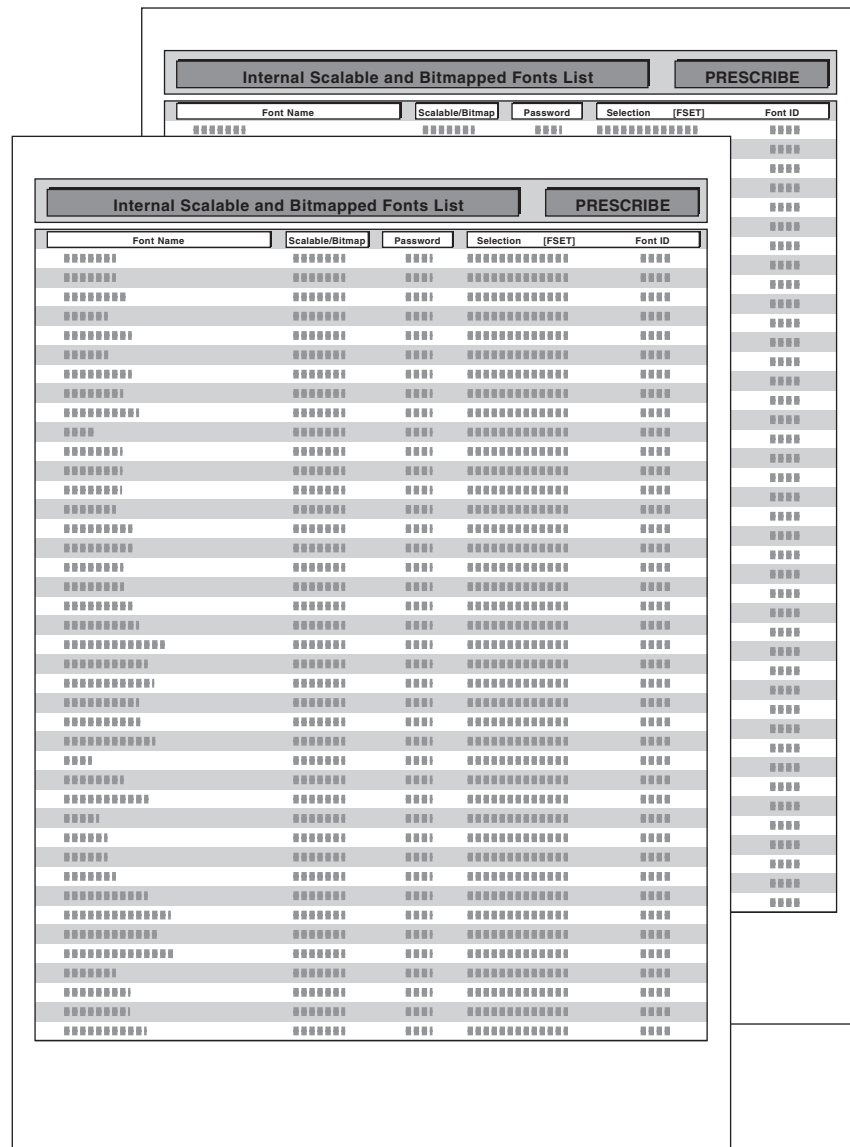 Internal Scalable and Bitmapped Fonts List PRESCRIBE
Font Name Scalable/Bitmap Password Selection [FSET] Font ID
Internal Scalable and Bitmapped Fonts List PRESCRIBE
Font Name Scalable/Bitmap Password Selection [FSET] Font ID